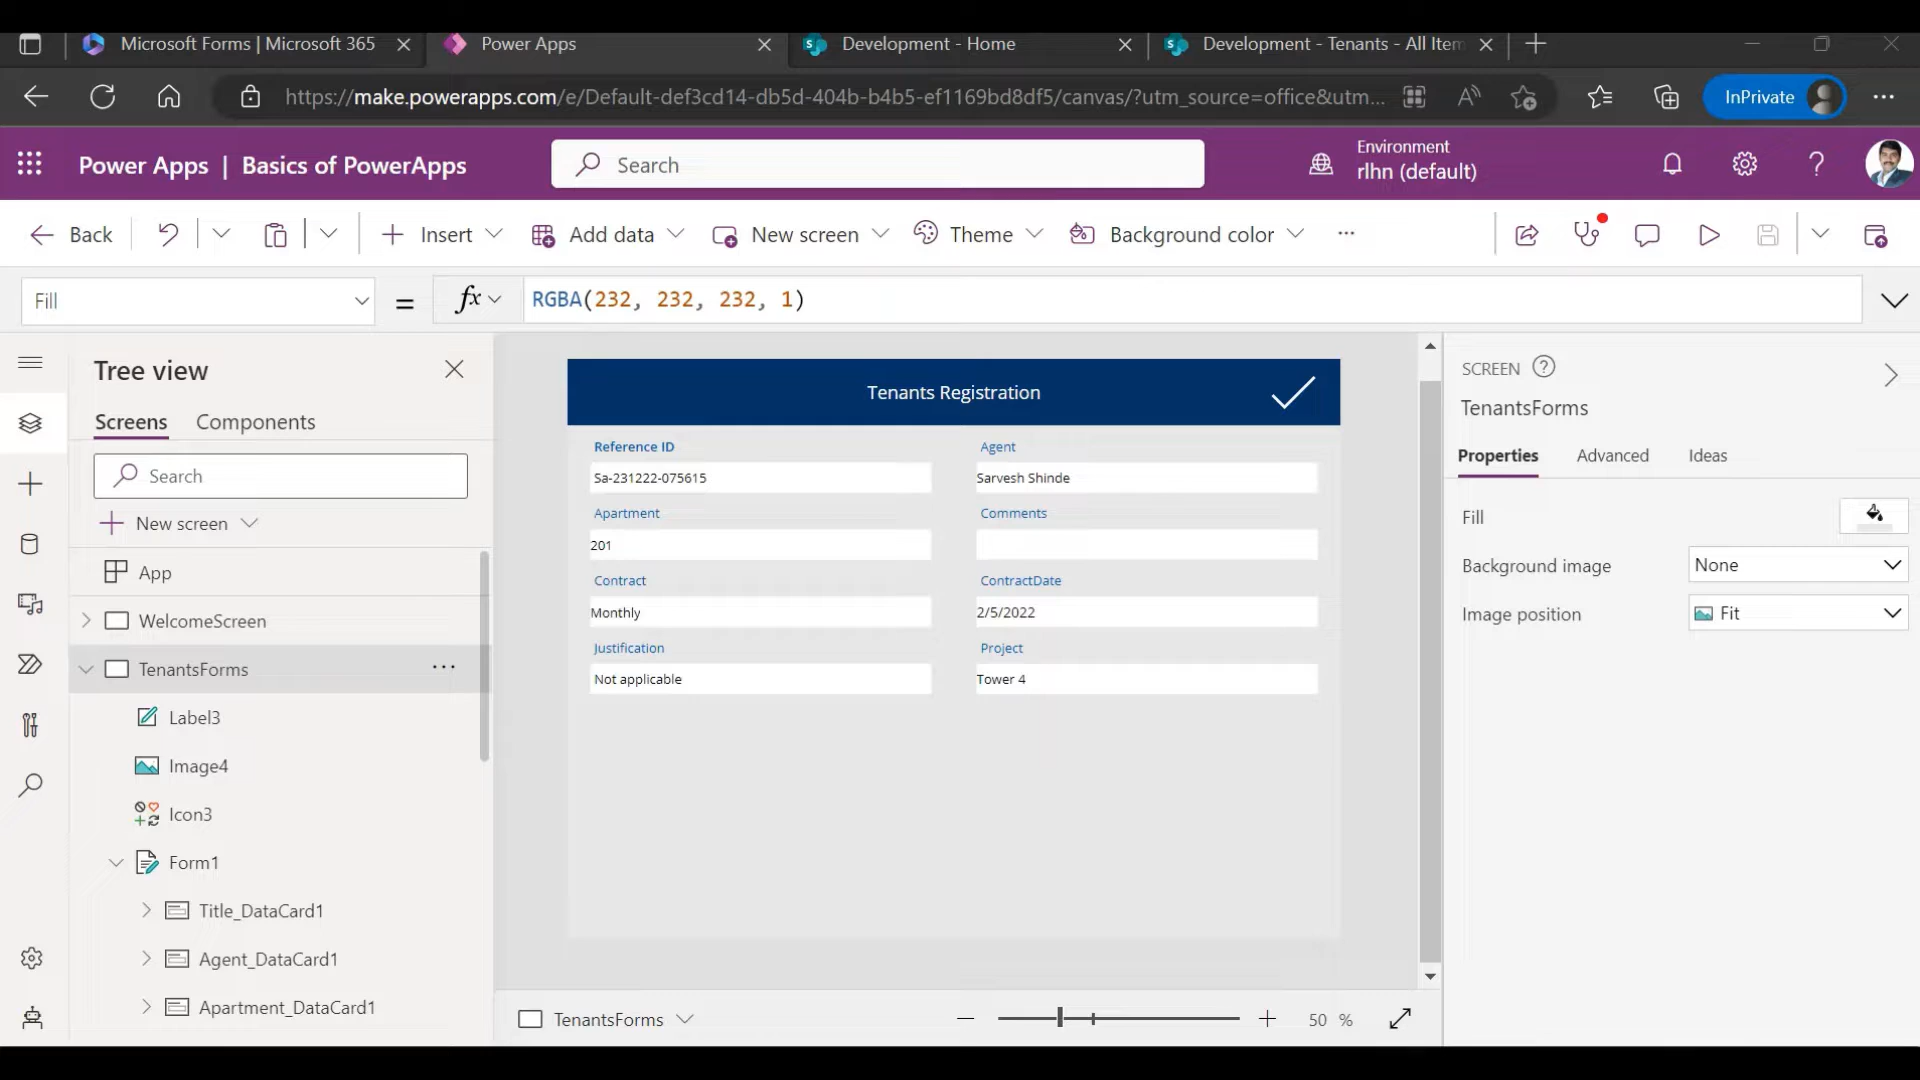 Microsoft Forms | Microsoft 365
Power Apps
Development - Home
Development - Tenants - All Item
https://make.powerapps.com/e/Default-def3cd14-db5d-404b-b4b5-ef1169bd8df5/canvas/?utm_source=office&utm...
InPrivate
Power Apps | Basics of PowerApps
Search
Environment
rlhn (default)
Back
Insert
Add data
New screen
Theme
Background color
Fill
=
fx
RGBA(232, 232, 232, 1)
Tree view
Screens
Components
Search
New screen
App
WelcomeScreen
TenantsForms
Label3
Image4
Icon3
Form1
Title_DataCard1
Agent_DataCard1
Apartment_DataCard1
Tenants Registration
Reference ID
Agent
Sa-231222-075615
Sarvesh Shinde
Apartment
Comments
201
Contract
ContractDate
Monthly
2/5/2022
Justification
Project
Not applicable
Tower 4
TenantsForms
50 %
SCREEN
TenantsForms
Properties
Advanced
Ideas
Fill
Background image
None
Image position
Fit